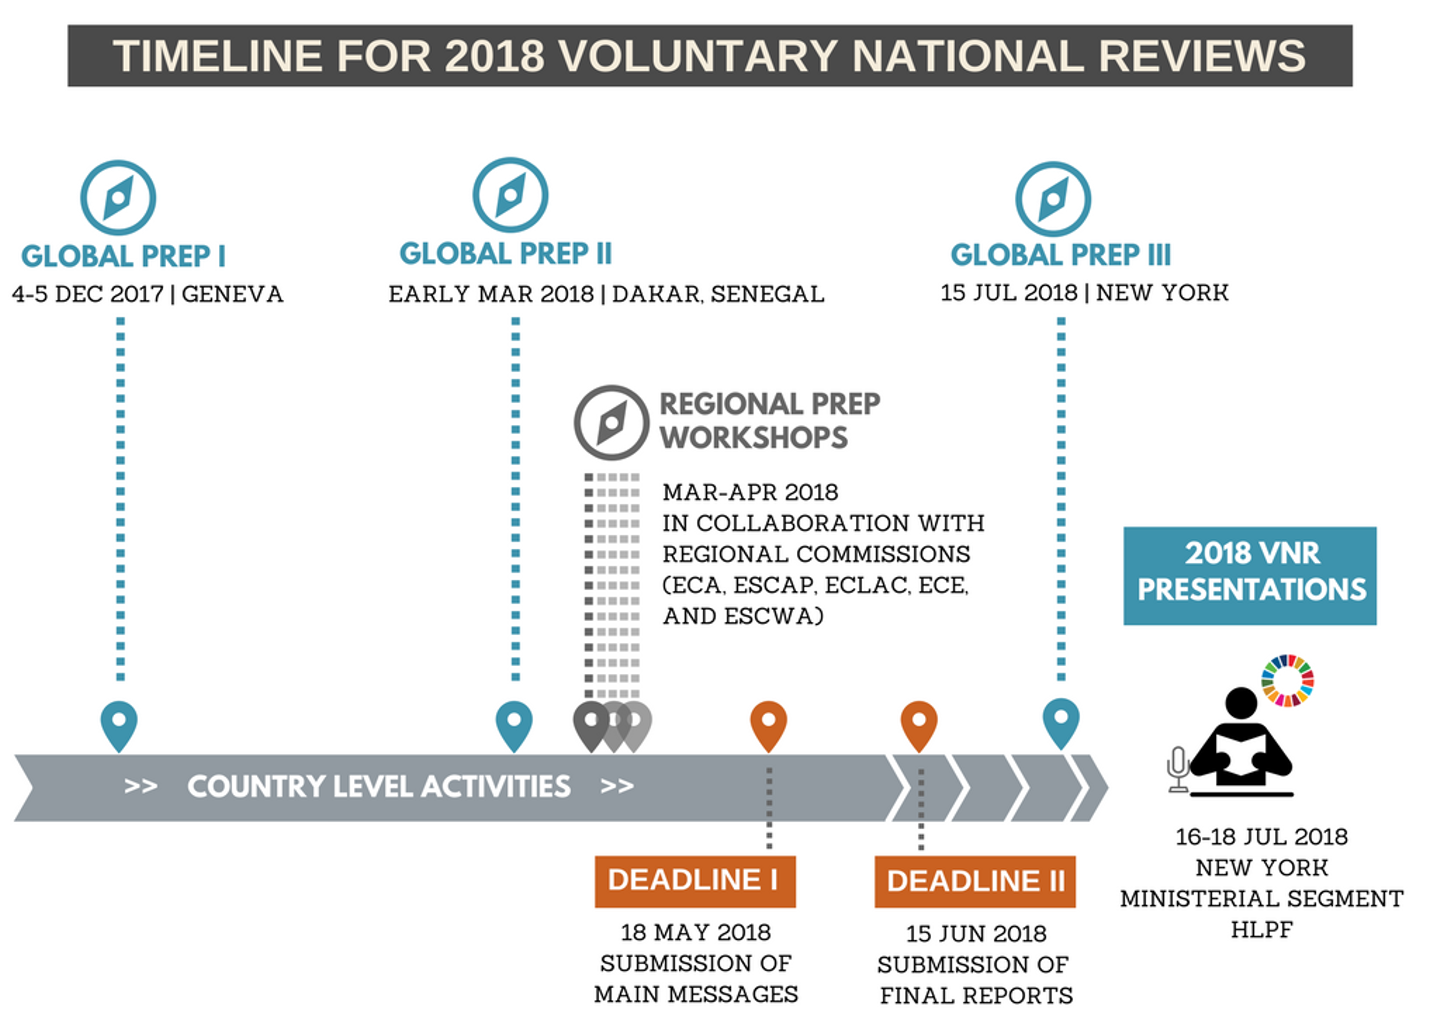 TIMELINE FOR 2018 VOLUNTARY NATIONAL REVIEWS
GLOBAL PREP I
4-5 DEC 2017 | GENEVA
GLOBAL PREP II
EARLY MAR 2018 | DAKAR, SENEGAL
GLOBAL PREP III
15 JUL 2018 | NEW YORK
REGIONAL PREP
WORKSHOPS
MAR-APR 2018
IN COLLABORATION WITH
REGIONAL COMMISSIONS
(ECA, ESCAP, ECLAC, ECE,
AND ESCWA)
2018 VNR
PRESENTATIONS
16-18 JUL 2018
NEW YORK
MINISTERIAL SEGMENT
HLPF
>> COUNTRY LEVEL ACTIVITIES >>
DEADLINE I
18 MAY 2018
SUBMISSION OF
MAIN MESSAGES
DEADLINE II
15 JUN 2018
SUBMISSION OF
FINAL REPORTS